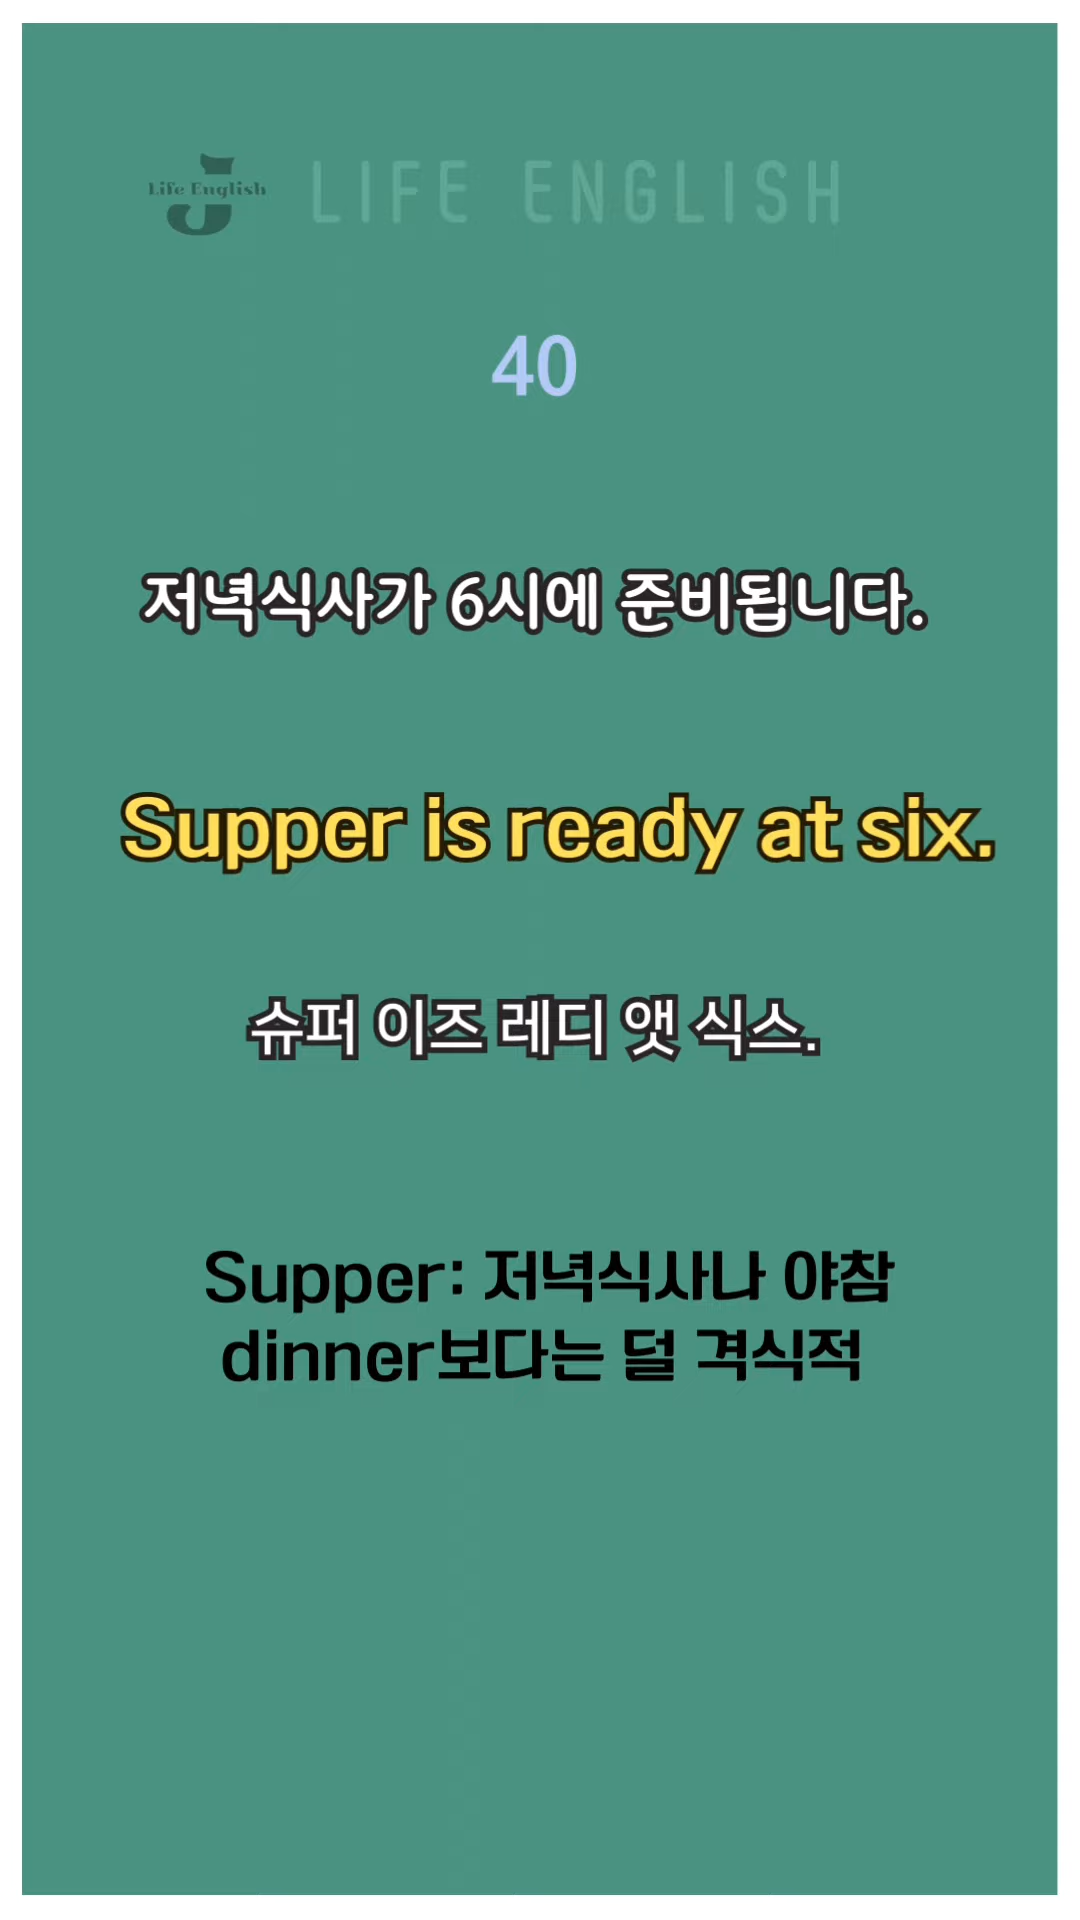 Life English
LIFE ENGLISH
40
저녁식사가 6시에 준비됩니다.
Supper is ready at six.
슈퍼 이즈 레디 앳 식스.
Supper: 저녁식사나 야참
dinner보다는 덜 격식적